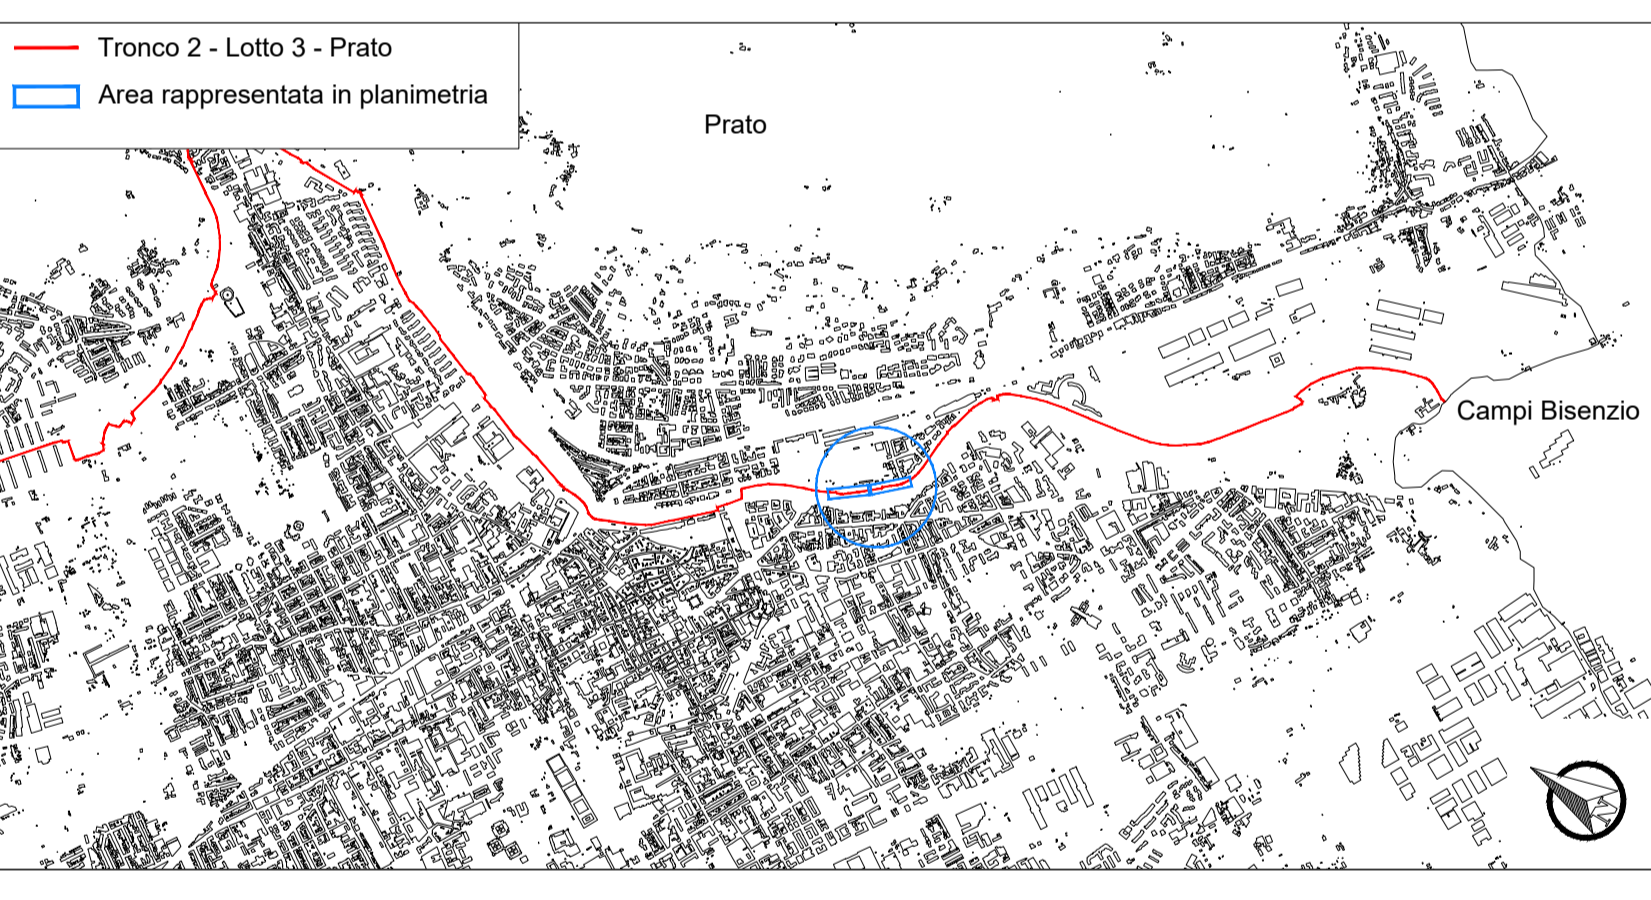 Tronco 2 - Lotto 3 - Prato
Area rappresentata in planimetria
Prato
Campi Bisenzio
N